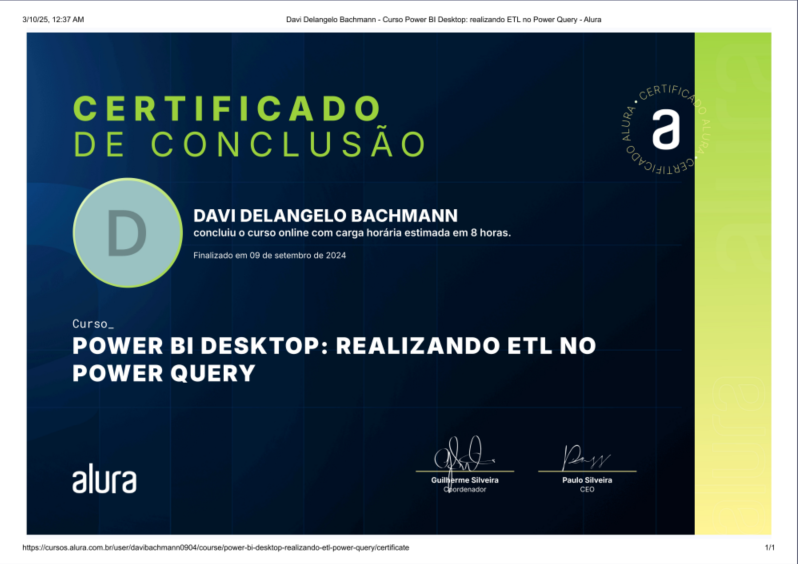 3/10/25, 12:37 AM
Davi Delangelo Bachmann - Curso Power BI Desktop: realizando ETL no Power Query - Alura
CERTIFICADO
DE CONCLUSÃO
CERTIFICADO ALURA • CERTIFICADO ALURA •
a
D
DAVI DELANGELO BACHMANN
concluiu o curso online com carga horária estimada em 8 horas.
Finalizado em 09 de setembro de 2024
Curso_
POWER BI DESKTOP: REALIZANDO ETL NO
POWER QUERY
alura
Guilherme Silveira
Coordenador
Paulo Silveira
CEO
https://cursos.alura.com.br/user/davibachmann0904/course/power-bi-desktop-realizando-etl-power-query/certificate
1/1